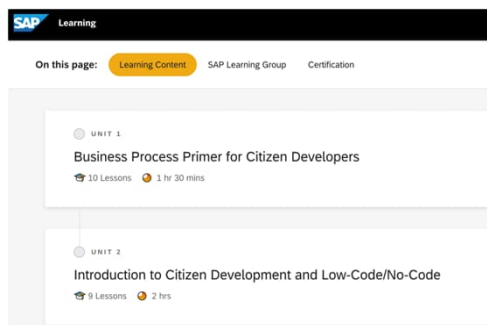 SAP Learning
On this page: Learning Content SAP Learning Group Certification
UNIT 1
Business Process Primer for Citizen Developers
10 Lessons 1 hr 30 mins
UNIT 2
Introduction to Citizen Development and Low-Code/No-Code
9 Lessons 2 hrs